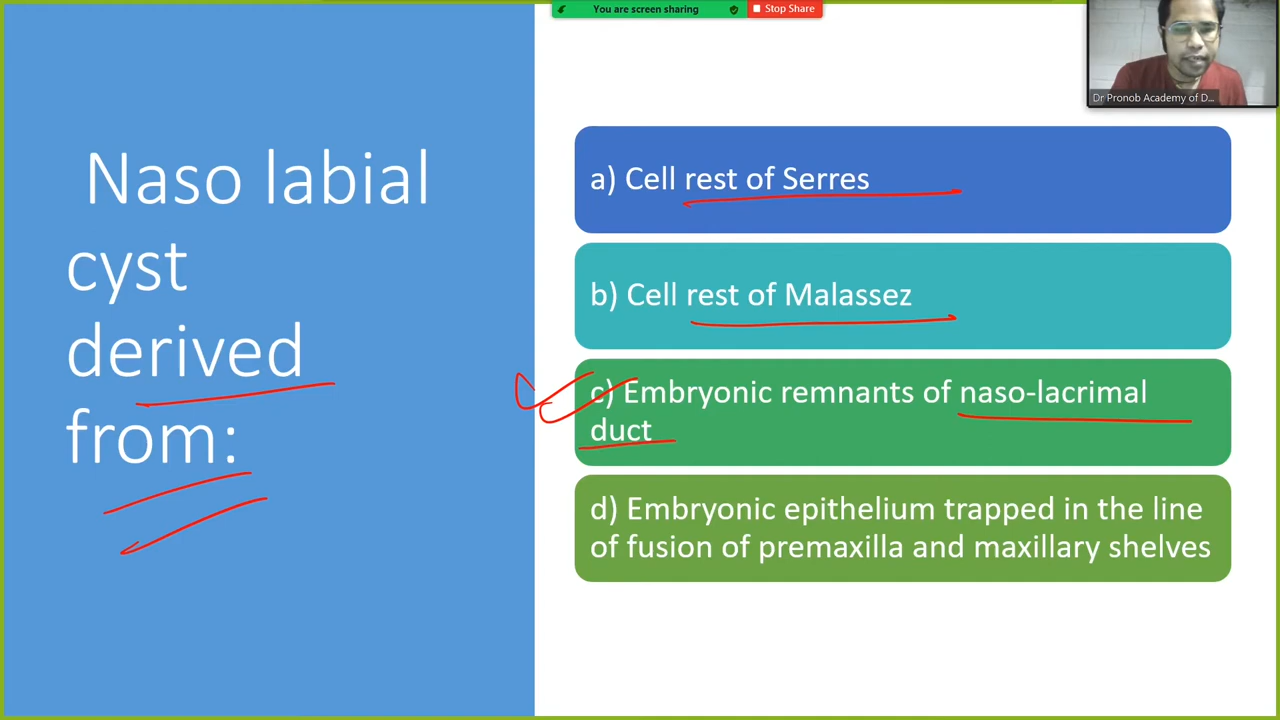 You are screen sharing
Stop Share
Dr Pronob Academy of D...
Naso labial
cyst
derived
from:
a) Cell rest of Serres
b) Cell rest of Malassez
c) Embryonic remnants of naso-lacrimal
duct
d) Embryonic epithelium trapped in the line
of fusion of premaxilla and maxillary shelves